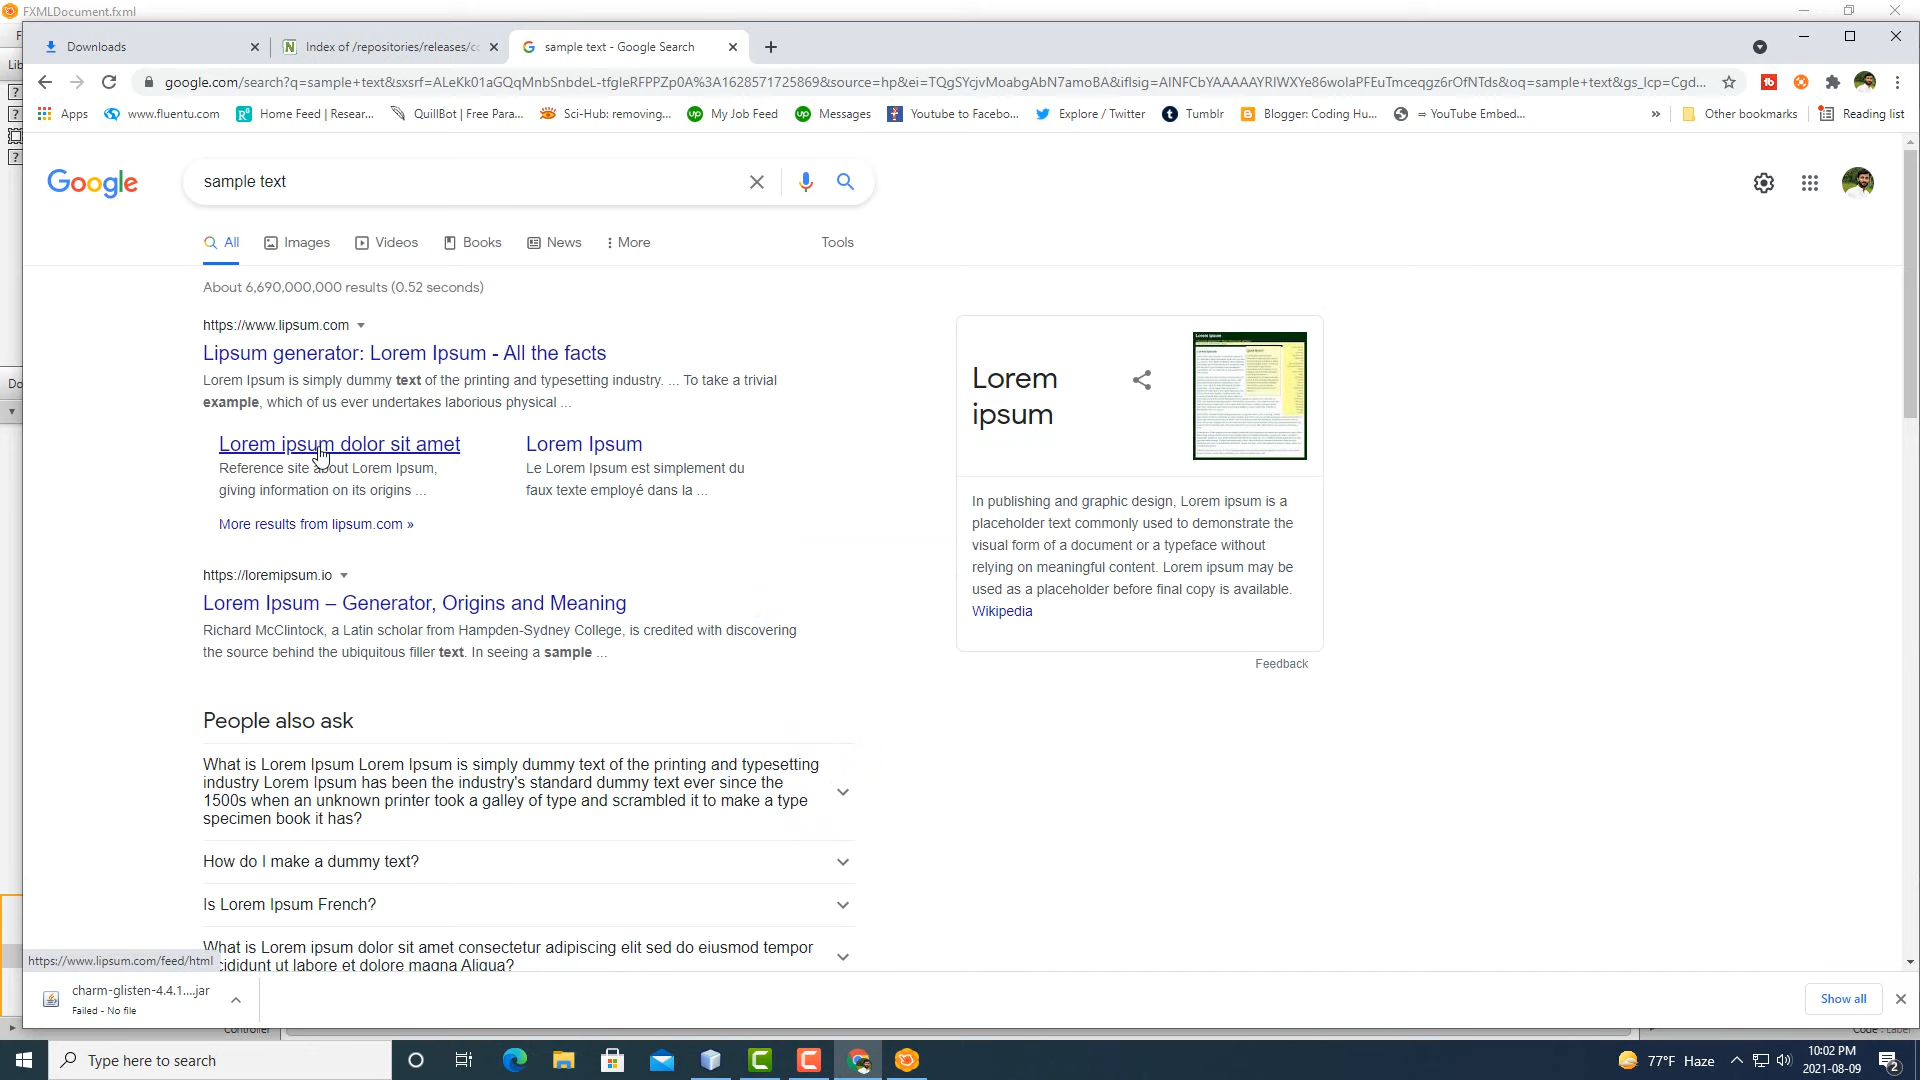 FXMLDocument.fxml
F
Downloads
Index of /repositories/releases/cc
sample text - Google Search
Lib
google.com/search?q=sample+text&sxsrf=ALeKk01aGQqMnbSnbdeL-tfgleRFPPZp0A%3A1628571725869&source=hp&ei=TQgSYcjvMoabgAbN7amoBA&iflsig=AINFCbYAAAAAYRIWXYe86wolaPFEuTmceqgz6rOfNTds&oq=sample+text&gs_lcp=Cgd...
Apps
www.fluentu.com
Home Feed | Resear...
QuillBot | Free Para...
Sci-Hub: removing...
My Job Feed
Messages
Youtube to Facebo...
Explore / Twitter
Tumblr
Blogger: Coding Hu...
⇒ YouTube Embed...
»
Other bookmarks
Reading list
Google
sample text
All
Images
Videos
Books
News
More
Tools
About 6,690,000,000 results (0.52 seconds)
https://www.lipsum.com
Lipsum generator: Lorem Ipsum - All the facts
Lorem Ipsum is simply dummy text of the printing and typesetting industry. ... To take a trivial
example, which of us ever undertakes laborious physical ...
Lorem ipsum dolor sit amet
Reference site about Lorem Ipsum,
giving information on its origins ...
Lorem Ipsum
Le Lorem Ipsum est simplement du
faux texte employé dans la ...
More results from lipsum.com »
https://loremipsum.io
Lorem Ipsum – Generator, Origins and Meaning
Richard McClintock, a Latin scholar from Hampden-Sydney College, is credited with discovering
the source behind the ubiquitous filler text. In seeing a sample ...
People also ask
What is Lorem Ipsum Lorem Ipsum is simply dummy text of the printing and typesetting
industry Lorem Ipsum has been the industry's standard dummy text ever since the
1500s when an unknown printer took a galley of type and scrambled it to make a type
specimen book it has?
How do I make a dummy text?
Is Lorem Ipsum French?
What is Lorem ipsum dolor sit amet consectetur adipiscing elit sed do eiusmod tempor
cididunt ut labore et dolore magna Aliqua?
Lorem
ipsum
In publishing and graphic design, Lorem ipsum is a
placeholder text commonly used to demonstrate the
visual form of a document or a typeface without
relying on meaningful content. Lorem ipsum may be
used as a placeholder before final copy is available.
Wikipedia
Feedback
Do
https://www.lipsum.com/feed/html
charm-glisten-4.4.1....jar
Failed - No file
Show all
Controller
Code : Label
Type here to search
77°F Haze
10:02 PM
2021-08-09
2